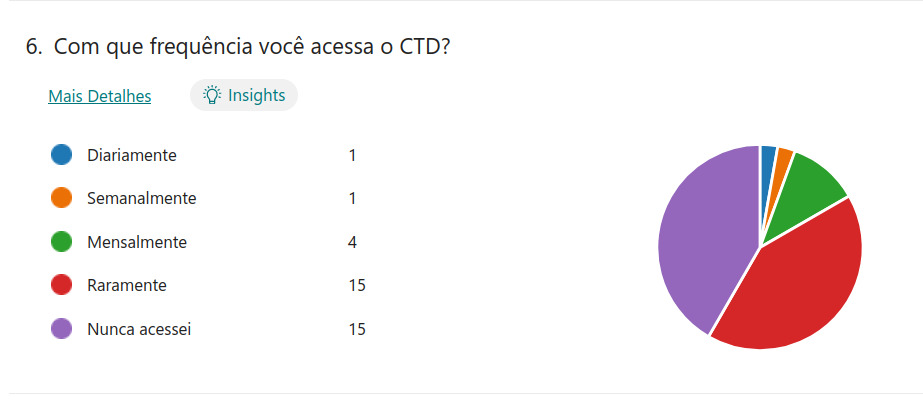 6. Com que frequência você acessa o CTD?
Mais Detalhes
Insights
Diariamente 1
Semanalmente 1
Mensalmente 4
Raramente 15
Nunca acessei 15